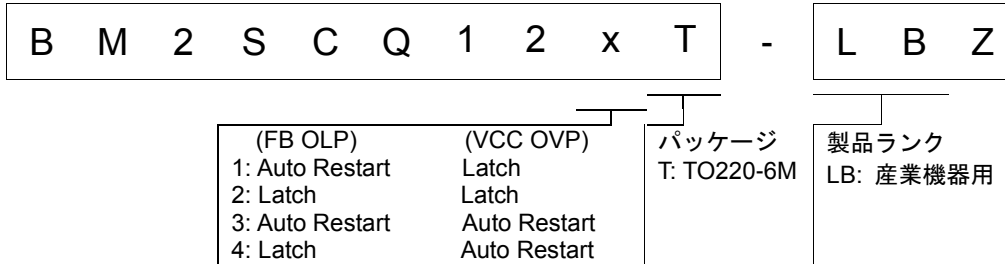 B M 2 S C Q 1 2 x T - L B Z
(FB OLP) (VCC OVP) パッケージ 製品ランク
1: Auto Restart Latch T: TO220-6M LB: 産業機器用
2: Latch Latch
3: Auto Restart Auto Restart
4: Latch Auto Restart